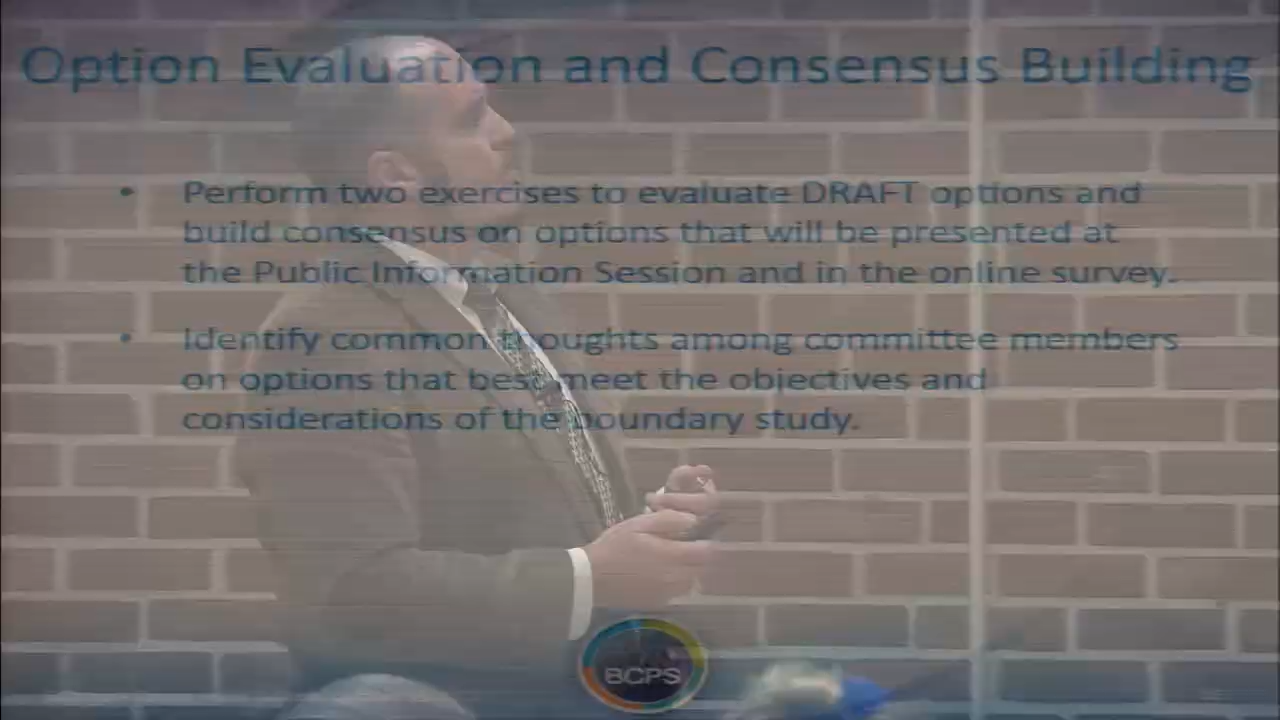 Option Evaluation and Consensus Building
• Perform two exercises to evaluate DRAFT options and
build consensus on options that will be presented at
the Public Information Session and in the online survey.
• Identify common thoughts among committee members
on options that best meet the objectives and
considerations of the boundary study.
BCPS